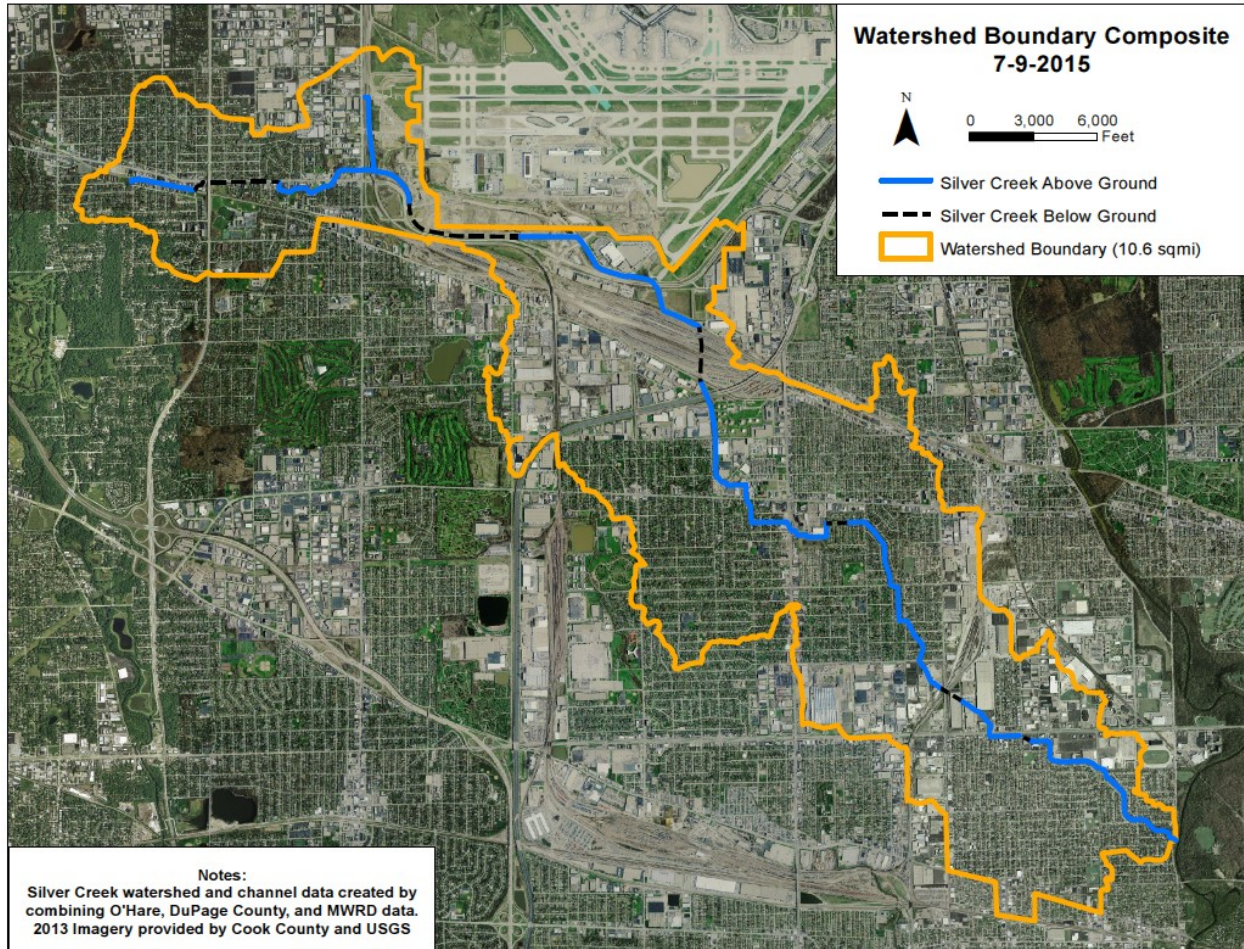 Watershed Boundary Composite
7-9-2015
N
0 3,000 6,000
Feet
Silver Creek Above Ground
Silver Creek Below Ground
Watershed Boundary (10.6 sqmi)
Notes:
Silver Creek watershed and channel data created by
combining O'Hare, DuPage County, and MWRD data.
2013 Imagery provided by Cook County and USGS